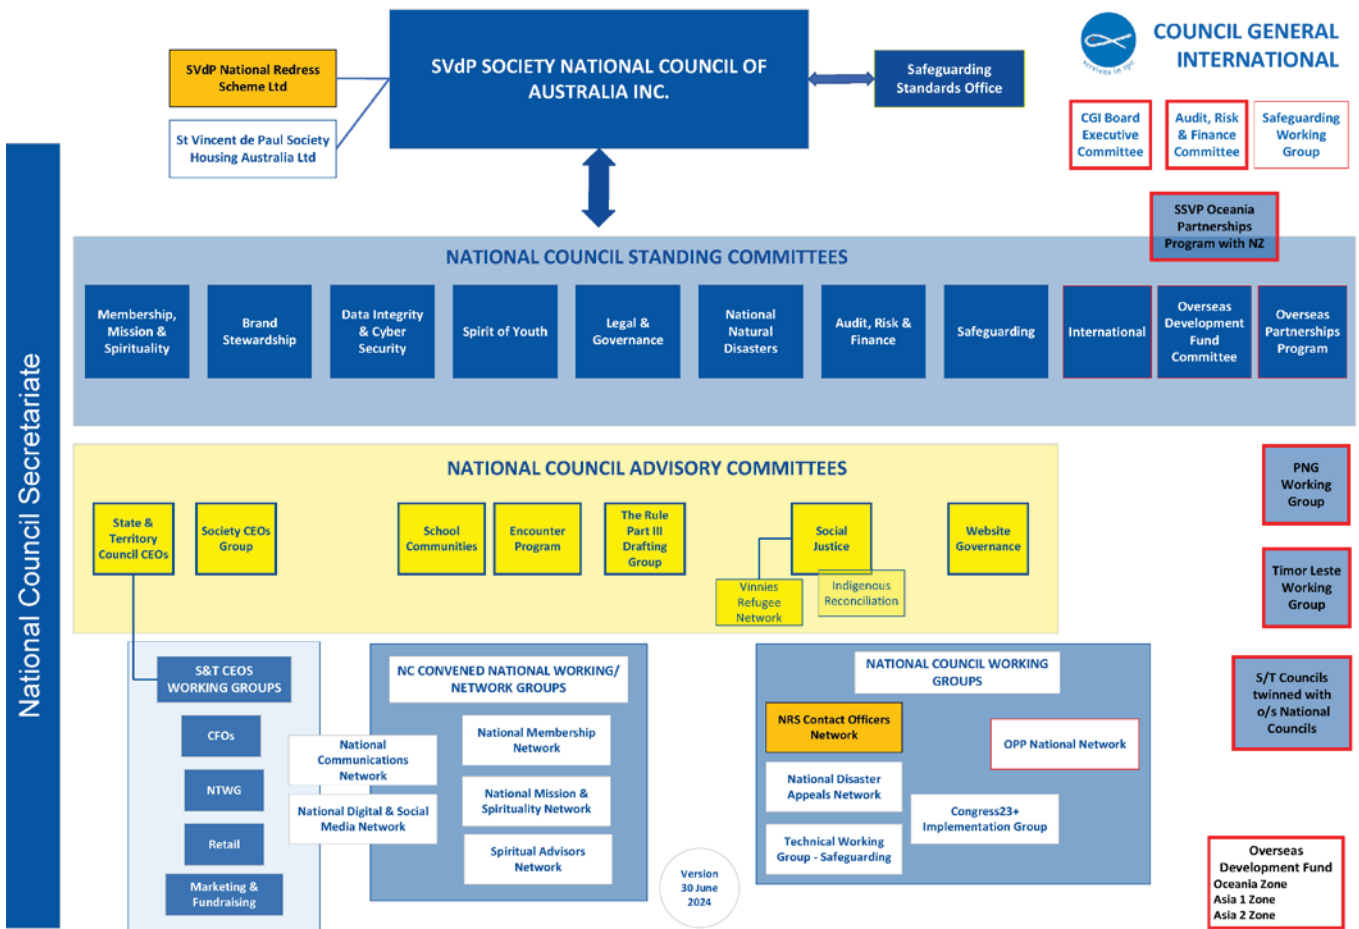 SVdP National Redress
Scheme Ltd
St Vincent de Paul Society
Housing Australia Ltd
SVdP SOCIETY NATIONAL COUNCIL OF
AUSTRALIA INC.
Safeguarding
Standards Office
serviens in spe
COUNCIL GENERAL
INTERNATIONAL
CGI Board
Executive
Committee
Audit, Risk
& Finance
Committee
Safeguarding
Working
Group
SSVP Oceania
Partnerships
Program with NZ
National Council Secretariate
NATIONAL COUNCIL STANDING COMMITTEES
Membership,
Mission &
Spirituality
Brand
Stewardship
Data Integrity
& Cyber
Security
Spirit of Youth
Legal &
Governance
National
Natural
Disasters
Audit, Risk &
Finance
Safeguarding
International
Overseas
Development
Fund
Committee
Overseas
Partnerships
Program
NATIONAL COUNCIL ADVISORY COMMITTEES
State &
Territory
Council CEOs
Society CEOs
Group
School
Communities
Encounter
Program
The Rule
Part III
Drafting
Group
Social
Justice
Website
Governance
Vinnies
Refugee
Network
Indigenous
Reconciliation
PNG
Working
Group
Timor Leste
Working
Group
S/T Councils
twinned with
o/s National
Councils
S&T CEOS
WORKING GROUPS
CFOs
NTWG
Retail
Marketing &
Fundraising
National
Communications
Network
National Digital & Social
Media Network
NC CONVENED NATIONAL WORKING/
NETWORK GROUPS
National Membership
Network
National Mission &
Spirituality Network
Spiritual Advisors
Network
Version
30 June
2024
NATIONAL COUNCIL WORKING
GROUPS
NRS Contact Officers
Network
OPP National Network
National Disaster
Appeals Network
Congress23+
Implementation Group
Technical Working
Group - Safeguarding
Overseas
Development Fund
Oceania Zone
Asia 1 Zone
Asia 2 Zone